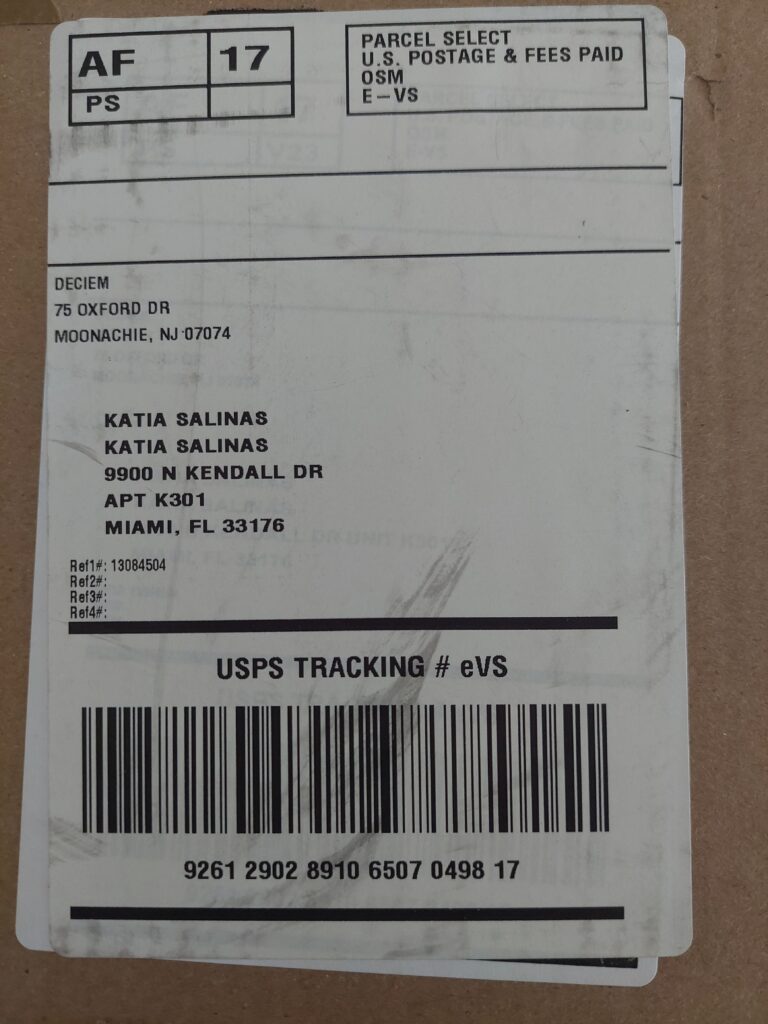 AF 17
PS
PARCEL SELECT
U.S. POSTAGE & FEES PAID
OSM
E-VS
DECIEM
75 OXFORD DR
MOONACHIE, NJ 07074
KATIA SALINAS
KATIA SALINAS
9900 N KENDALL DR
APT K301
MIAMI, FL 33176
Ref1#: 13084504
Ref2#:
Ref3#:
Ref4#:
USPS TRACKING # eVS
9261 2902 8910 6507 0498 17